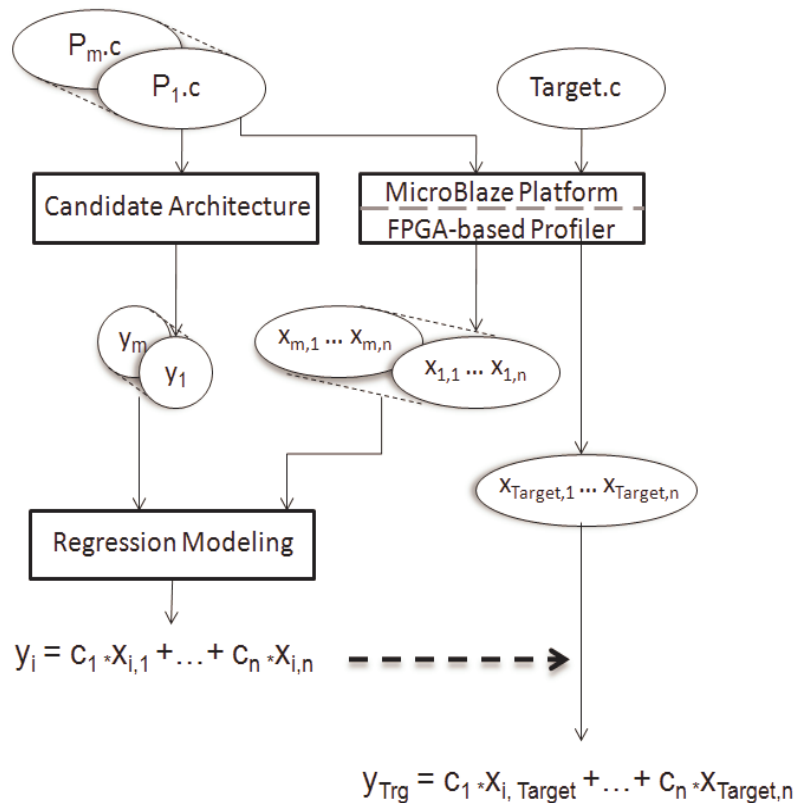 Pm.c
P1.c
Target.c
Candidate Architecture
MicroBlaze Platform
FPGA-based Profiler
ym
y1
xm,1 ... xm,n
x1,1 ... x1,n
xTarget,1 ... xTarget,n
Regression Modeling
yi = c1 * xi,1 +...+ cn * xi,n
yTrg = c1 * xi, Target +...+ cn * xTarget,n